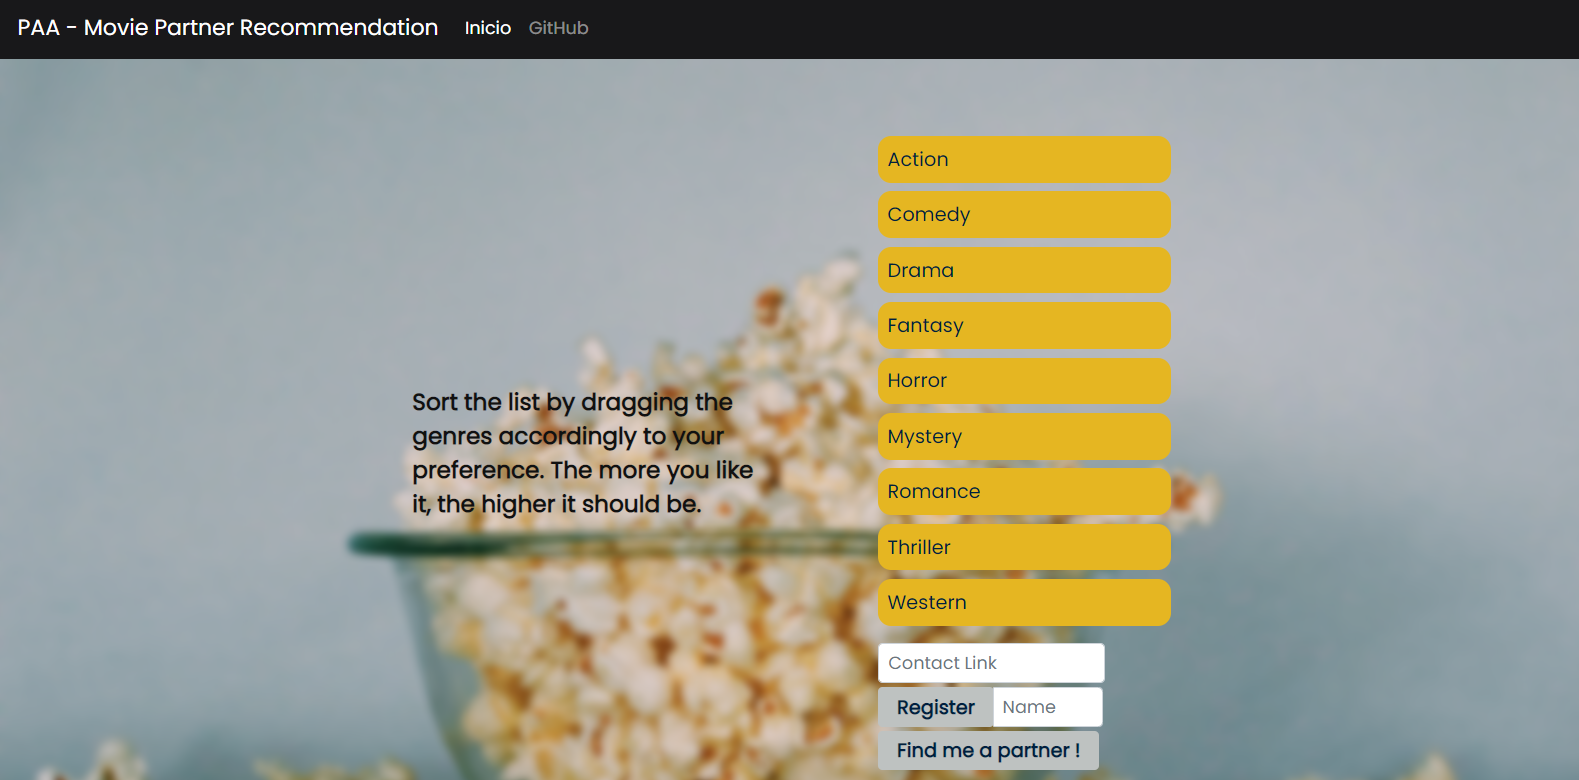 PAA - Movie Partner Recommendation Inicio GitHub
Sort the list by dragging the
genres accordingly to your
preference. The more you like
it, the higher it should be.
Action
Comedy
Drama
Fantasy
Horror
Mystery
Romance
Thriller
Western
Contact Link
Register Name
Find me a partner !